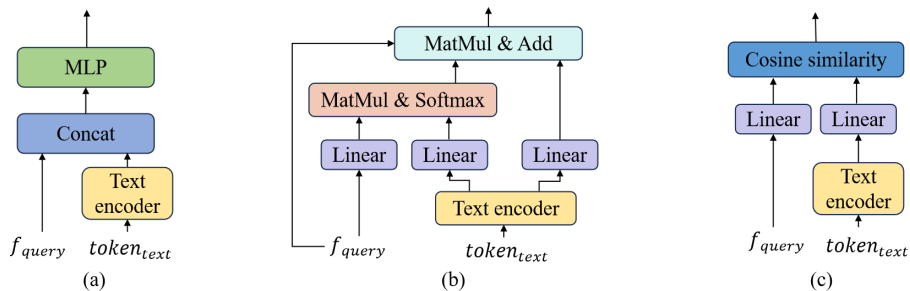 MLP
Concat
Text
encoder
f_query
token_text
(a)
MatMul & Add
MatMul & Softmax
Linear
Linear
Linear
Text encoder
f_query
token_text
(b)
Cosine similarity
Linear
Linear
Text
encoder
f_query
token_text
(c)